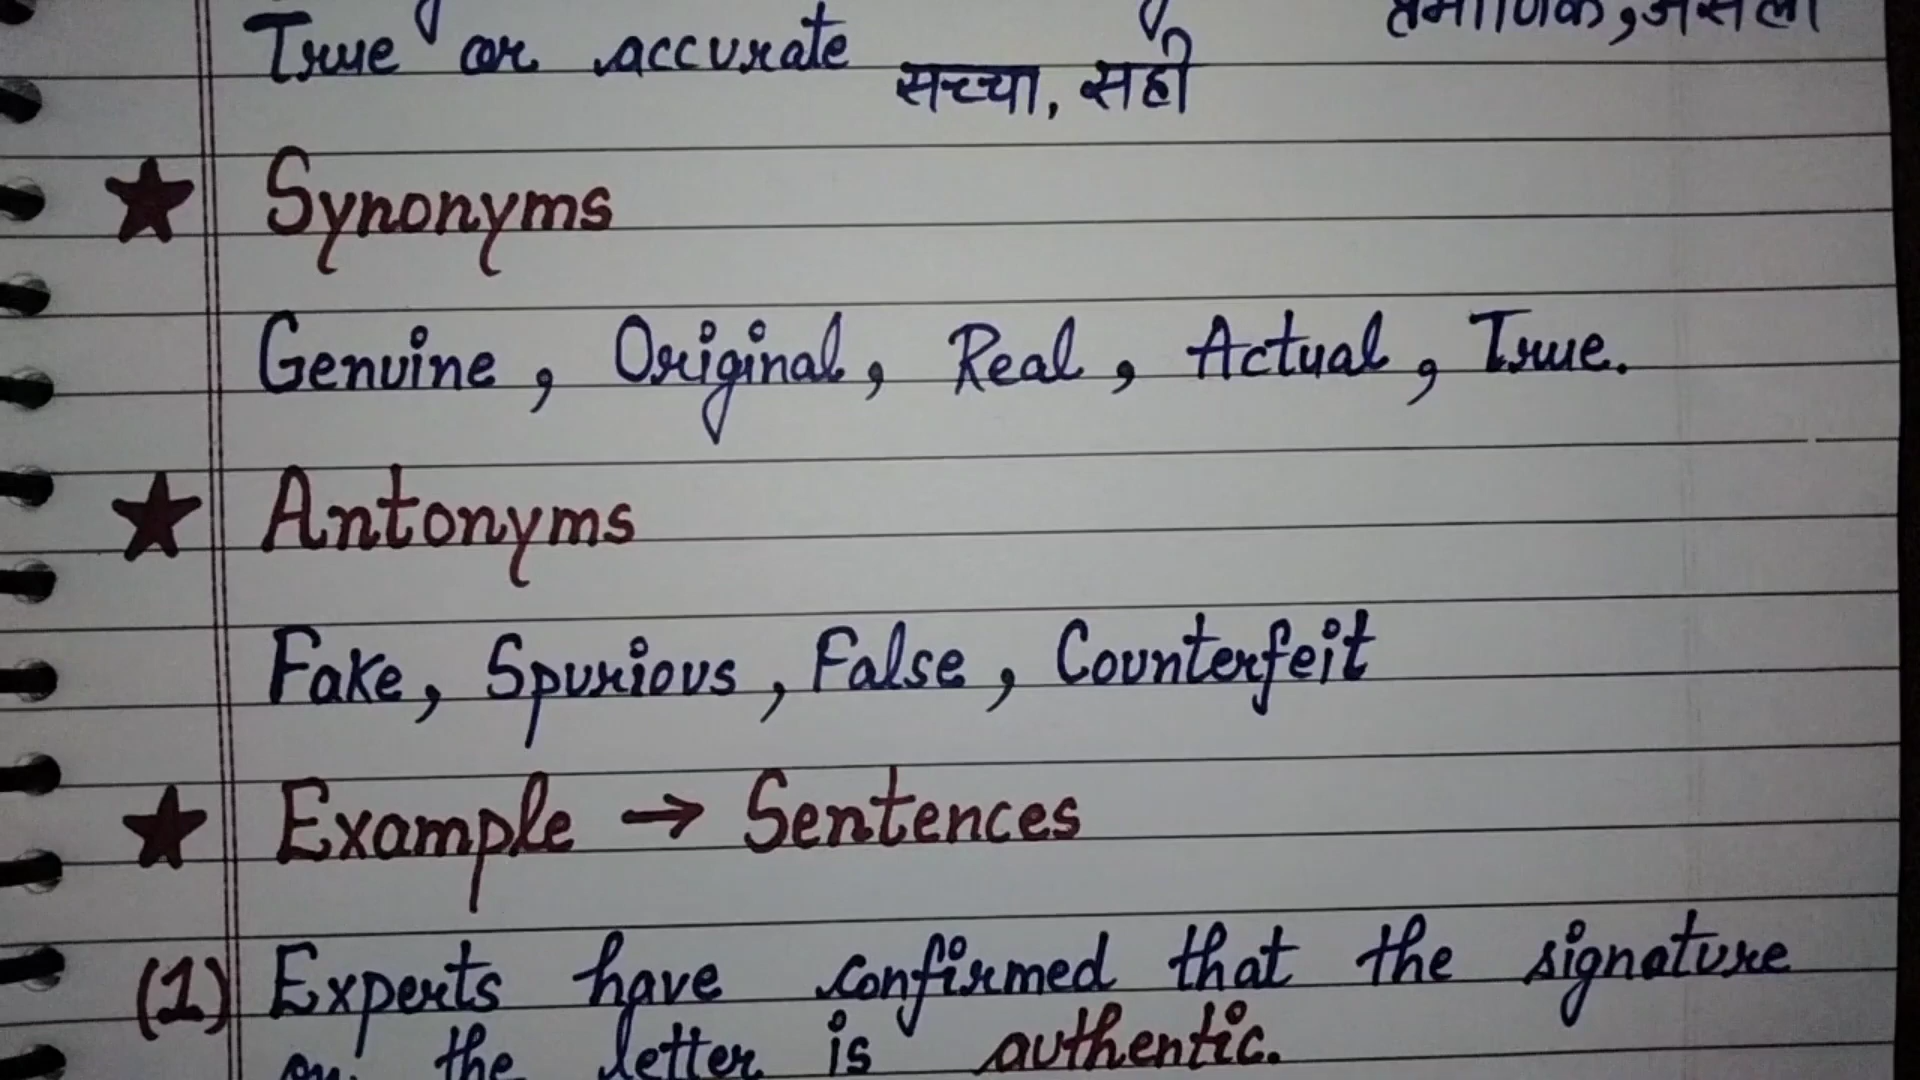 True or accurate सच्चा, सही
★ Synonyms
Genuine, Original, Real, Actual, True.
★ Antonyms
Fake, Spurious, False, Counterfeit
★ Example → Sentences
(1) Experts have confirmed that the signature
on the letter is authentic.